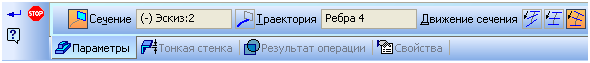 STOP Сечение (-) Эскиз:2 Траектория Ребра 4 Движение сечения
? Параметры Тонкая стенка Результат операции Свойства